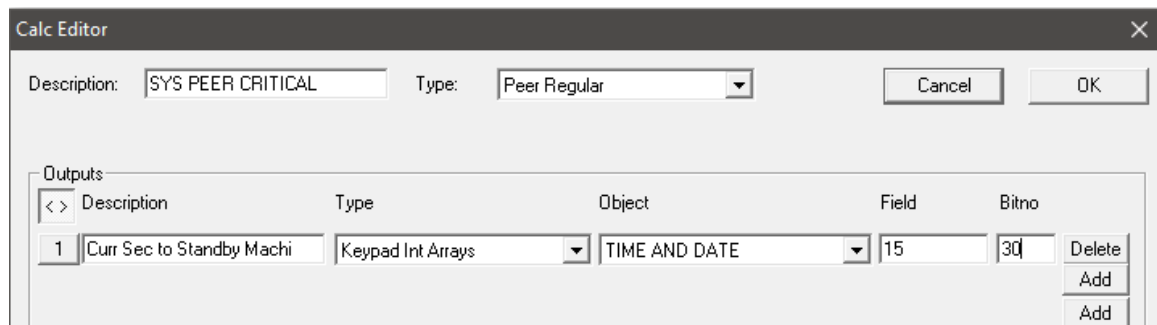 Calc Editor
Description: SYS PEER CRITICAL Type: Peer Regular Cancel OK
Outputs
< > Description Type Object Field Bitno
1 Curr Sec to Standby Machi Keypad Int Arrays TIME AND DATE 15 30 Delete
Add
Add